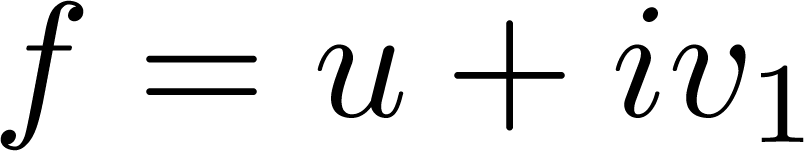 f = u + iv₁